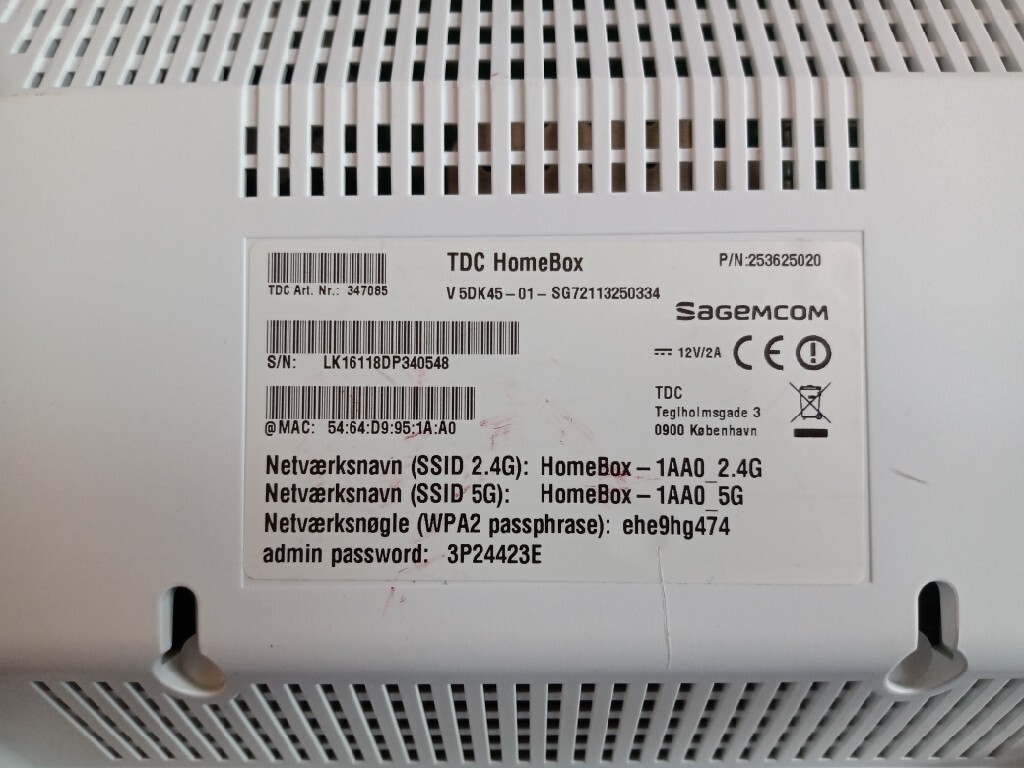 TDC HomeBox
P/N:253625020
TDC Art. Nr.: 347085
V 5DK45-01- SG72113250334
SAGEMCOM
12V/2A CE
S/N: LK16118DP340548
TDC
Teglholmsgade 3
@MAC: 54:64:D9:95:1A:A0
0900 København
Netværksnavn (SSID 2.4G): HomeBox-1AA0_2.4G
Netværksnavn (SSID 5G): HomeBox-1AA0_5G
Netværksnøgle (WPA2 passphrase): ehe9hg474
admin password: 3P24423E